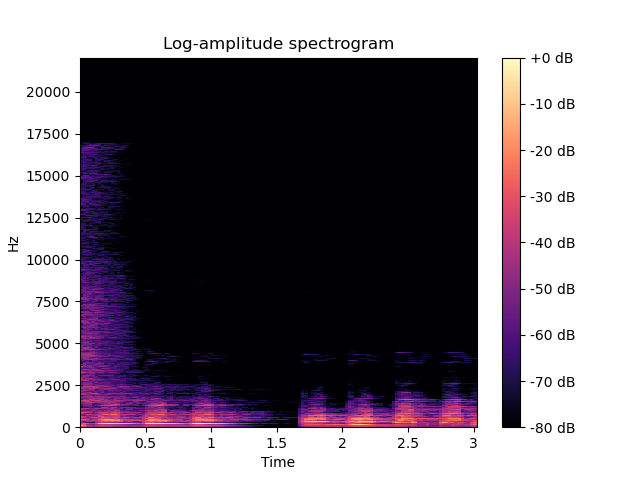 Log-amplitude spectrogram
Hz
20000
17500
15000
12500
10000
7500
5000
2500
0
0 0.5 1 1.5 2 2.5 3
Time
+0 dB
-10 dB
-20 dB
-30 dB
-40 dB
-50 dB
-60 dB
-70 dB
-80 dB